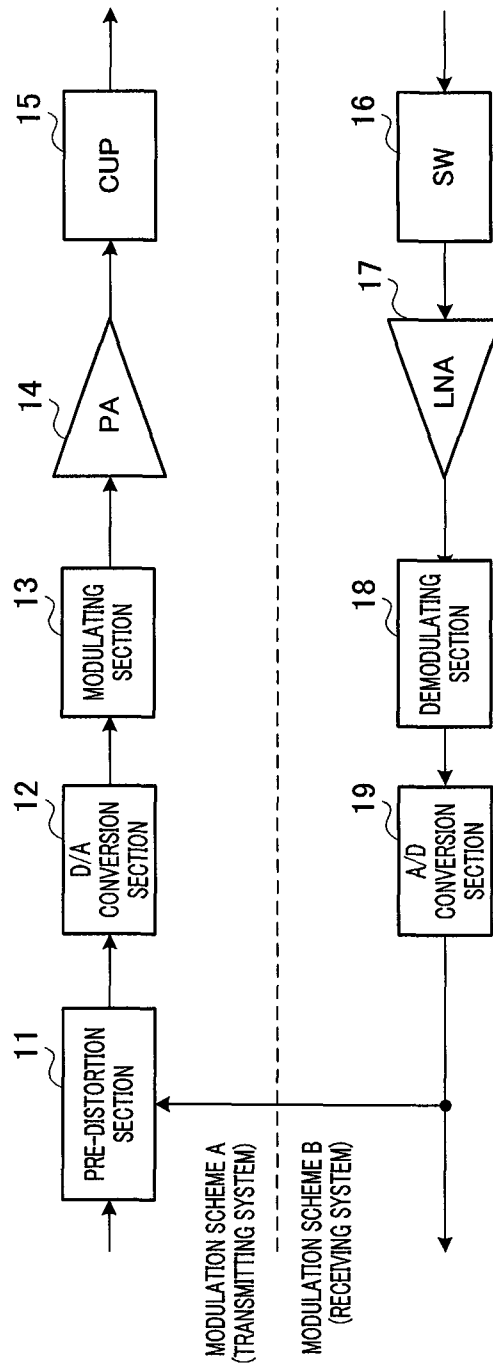 11
PRE-DISTORTION
SECTION
12
D/A
CONVERSION
SECTION
13
MODULATING
SECTION
14
PA
15
CUP
MODULATION SCHEME A
(TRANSMITTING SYSTEM)
MODULATION SCHEME B
(RECEIVING SYSTEM)
19
A/D
CONVERSION
SECTION
18
DEMODULATING
SECTION
17
LNA
16
SW